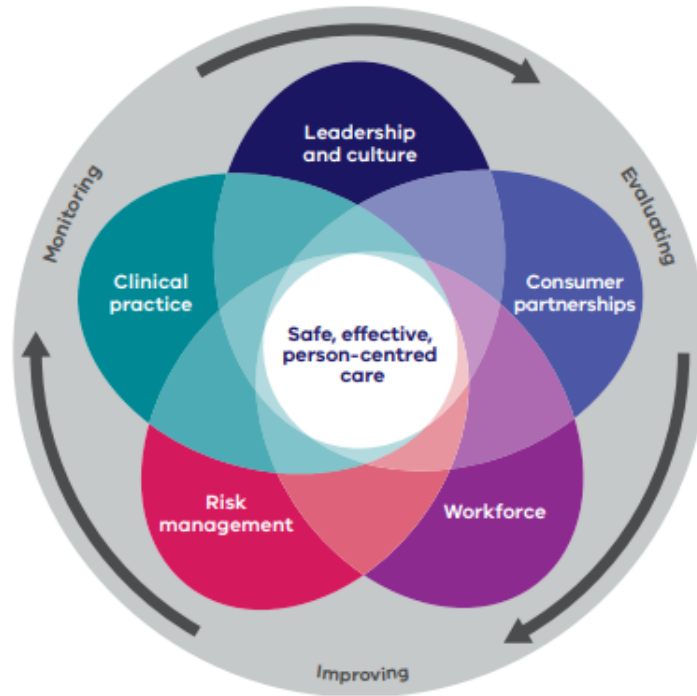 Leadership
and culture
Monitoring
Evaluating
Clinical
practice
Consumer
partnerships
Safe, effective,
person-centred
care
Risk
management
Workforce
Improving